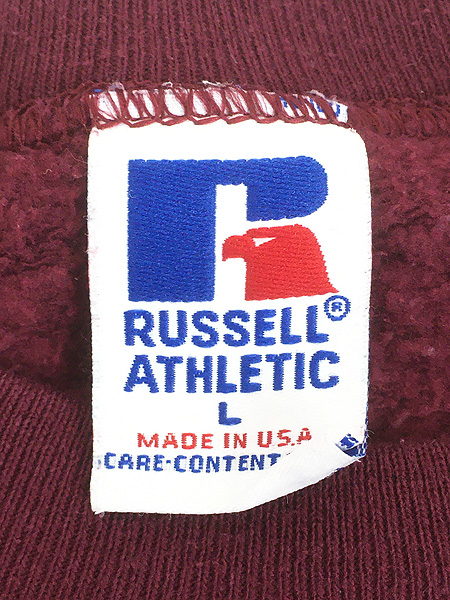 RUSSELL®
ATHLETIC
L
MADE IN U.S.A
CARE-CONTENT